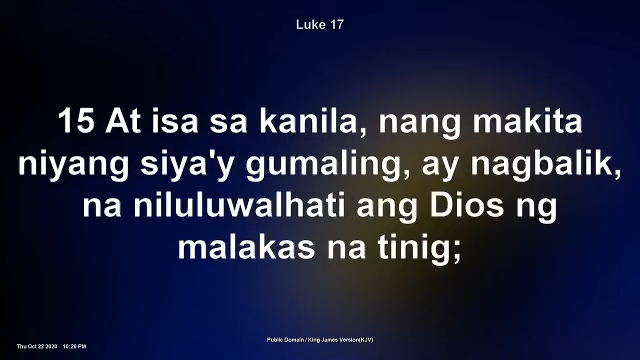 Luke 17
15 At isa sa kanila, nang makita
niyang siya'y gumaling, ay nagbalik,
na niluluwalhati ang Dios ng
malakas na tinig;
Public Domain / King James Version(KJV)
Thu Oct 22 2020 10:26 PM